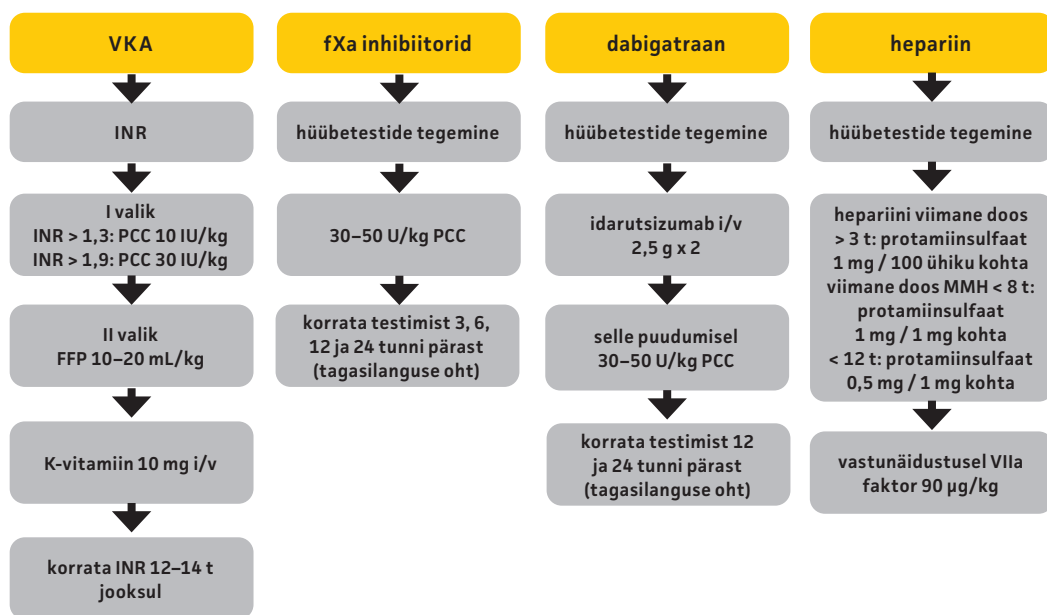 VKA
INR
I valik
INR > 1,3: PCC 10 IU/kg
INR > 1,9: PCC 30 IU/kg
II valik
FFP 10–20 mL/kg
K-vitamiin 10 mg i/v
korrata INR 12–14 t
jooksul
fXa inhibiitorid
hüübetestide tegemine
30–50 U/kg PCC
korrata testimist 3, 6,
12 ja 24 tunni pärast
(tagasilanguse oht)
dabigatraan
hüübetestide tegemine
idarutsizumab i/v
2,5 g x 2
selle puudumisel
30–50 U/kg PCC
korrata testimist 12
ja 24 tunni pärast
(tagasilanguse oht)
hepariin
hüübetestide tegemine
hepariini viimane doos
> 3 t: protamiinsulfaat
1 mg / 100 ühiku kohta
viimane doos MMH < 8 t:
protamiinsulfaat
1 mg / 1 mg kohta
< 12 t: protamiinsulfaat
0,5 mg / 1 mg kohta
vastunäidustusel VIIa
faktor 90 µg/kg